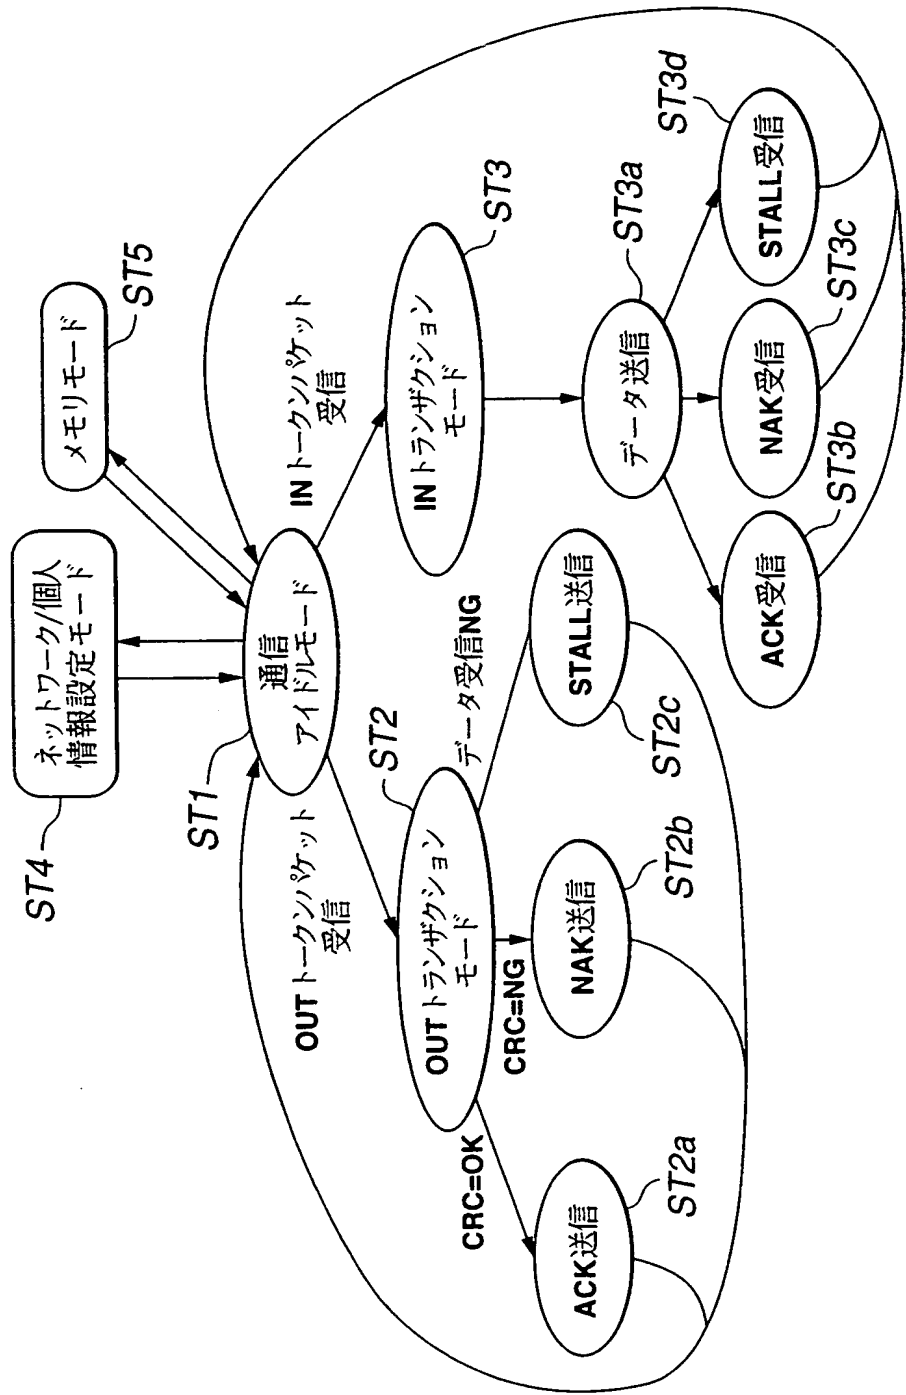 ST4
ネットワーク/個人
情報設定モード
メモリモード
ST5
ST1
通信
アイドルモード
OUTトークンパケット
受信
INトークンパケット
受信
ST2
OUTトランザクション
モード
ST3
INトランザクション
モード
CRC=OK
CRC=NG
データ受信NG
ACK送信
ST2a
NAK送信
ST2b
STALL送信
ST2c
データ送信
ST3a
ACK受信
ST3b
NAK受信
ST3c
STALL受信
ST3d